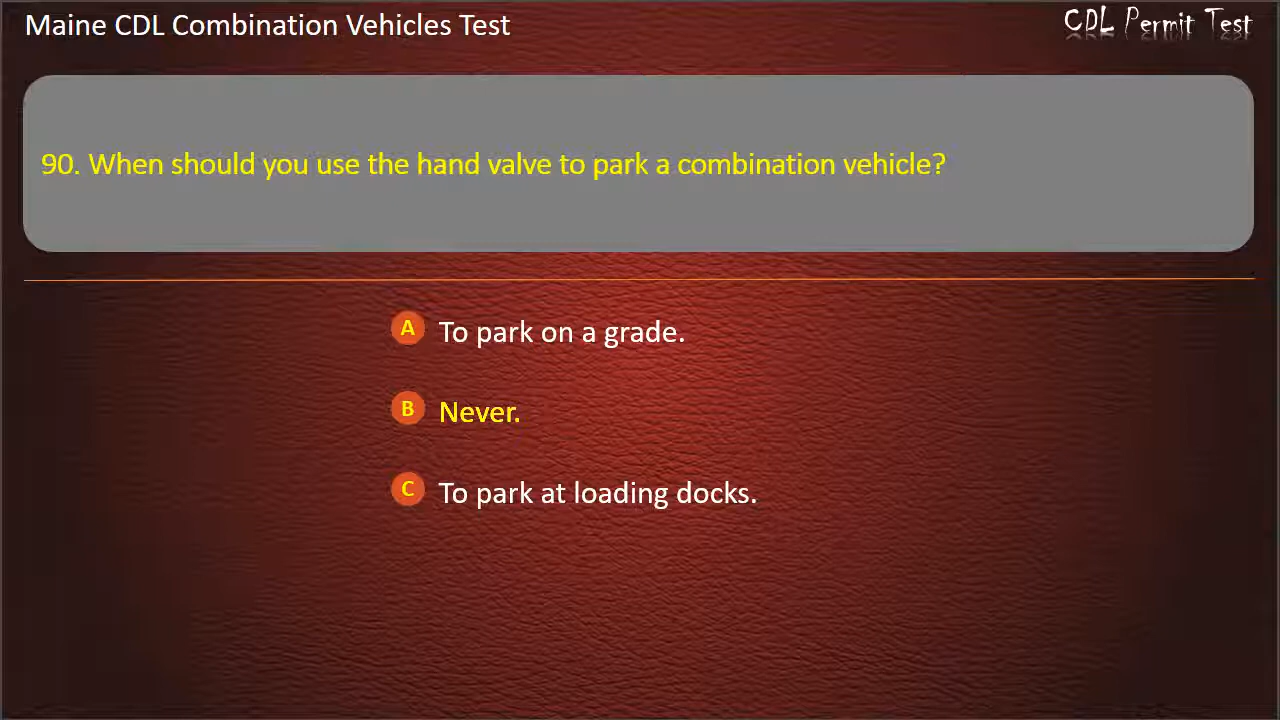 Maine CDL Combination Vehicles Test
CDL Permit Test
90. When should you use the hand valve to park a combination vehicle?
A To park on a grade.
B Never.
C To park at loading docks.